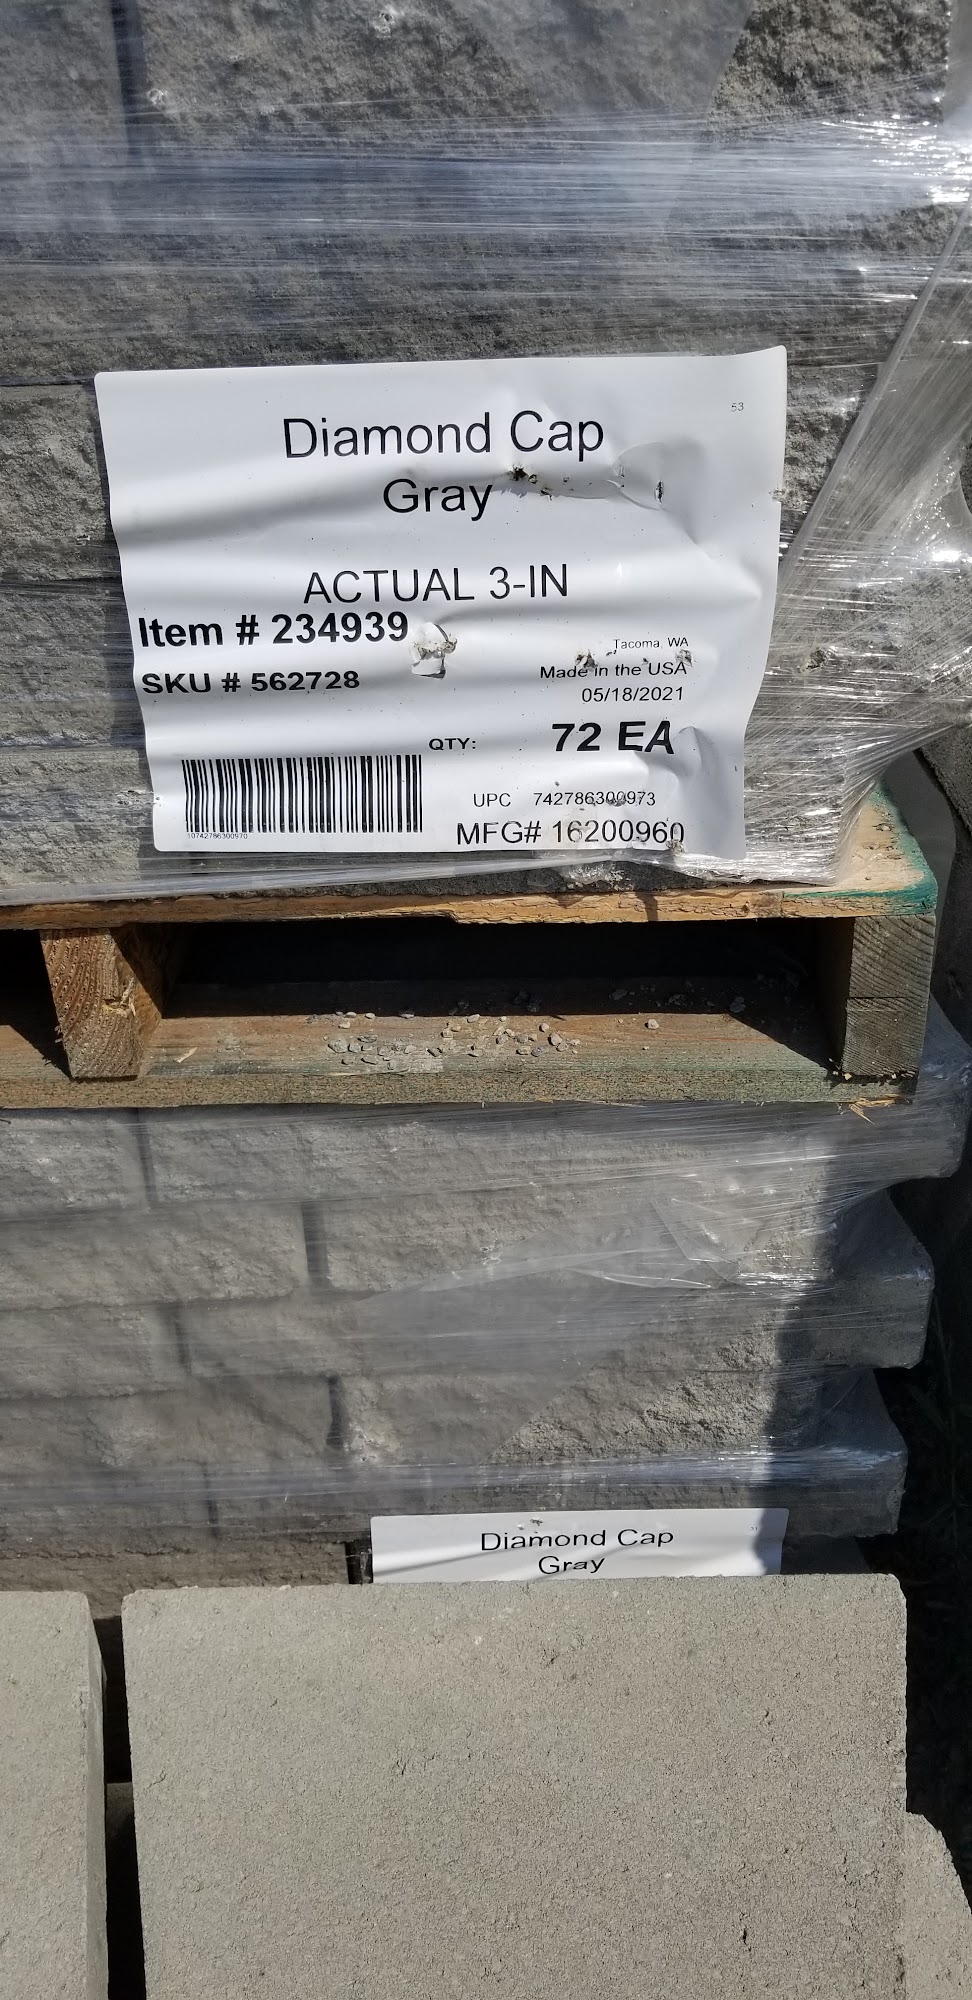 53
Diamond Cap
Gray
ACTUAL 3-IN
Item # 234939
Tacoma, WA
SKU # 562728
Made in the USA
05/18/2021
QTY: 72 EA
UPC 742786300973
10742786300970
MFG# 16200960
Diamond Cap
Gray